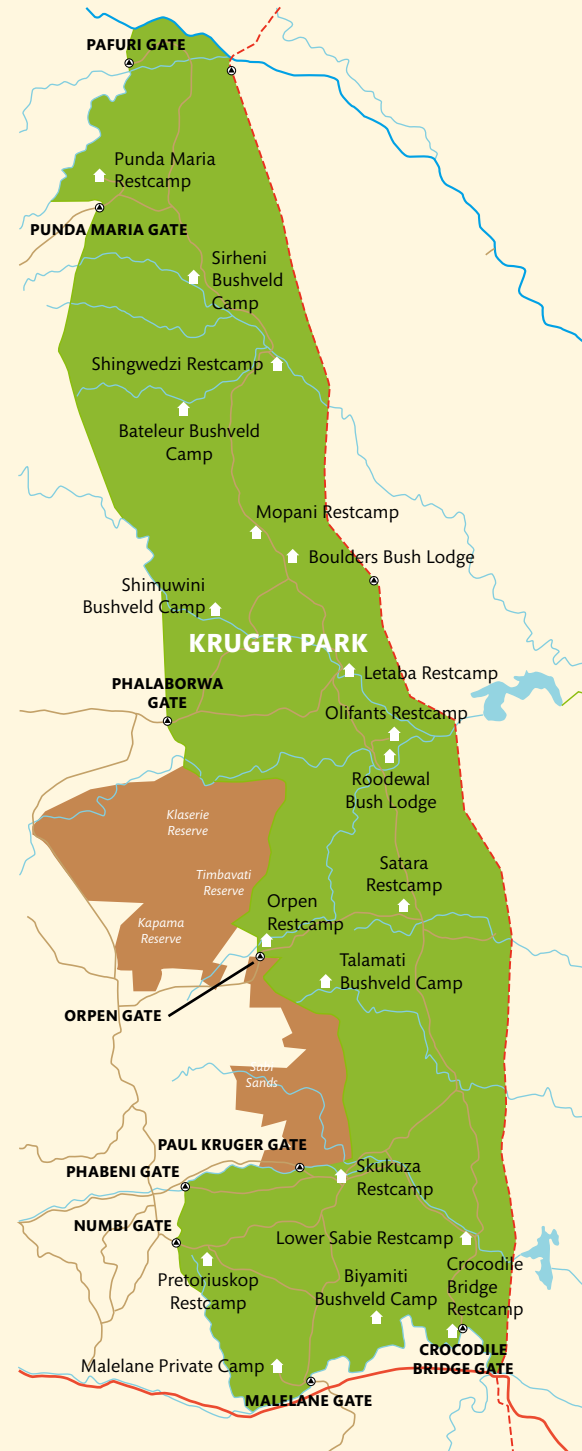 PAFURI GATE
Punda Maria
Restcamp
PUNDA MARIA GATE
Sirheni
Bushveld
Camp
Shingwedzi Restcamp
Bateleur Bushveld
Camp
Mopani Restcamp
Boulders Bush Lodge
Shimuwini
Bushveld Camp
KRUGER PARK
Letaba Restcamp
PHALABORWA
GATE
Olifants Restcamp
Roodewal
Bush Lodge
Klaserie
Reserve
Timbavati
Reserve
Satara
Restcamp
Kapama
Reserve
Orpen
Restcamp
Talamati
Bushveld Camp
ORPEN GATE
Sabi
Sands
PAUL KRUGER GATE
PHABENI GATE
Skukuza
Restcamp
NUMBI GATE
Lower Sabie Restcamp
Pretoriuskop
Restcamp
Biyamiti
Bushveld Camp
Crocodile
Bridge
Restcamp
CROCODILE
BRIDGE GATE
Malelane Private Camp
MALELANE GATE